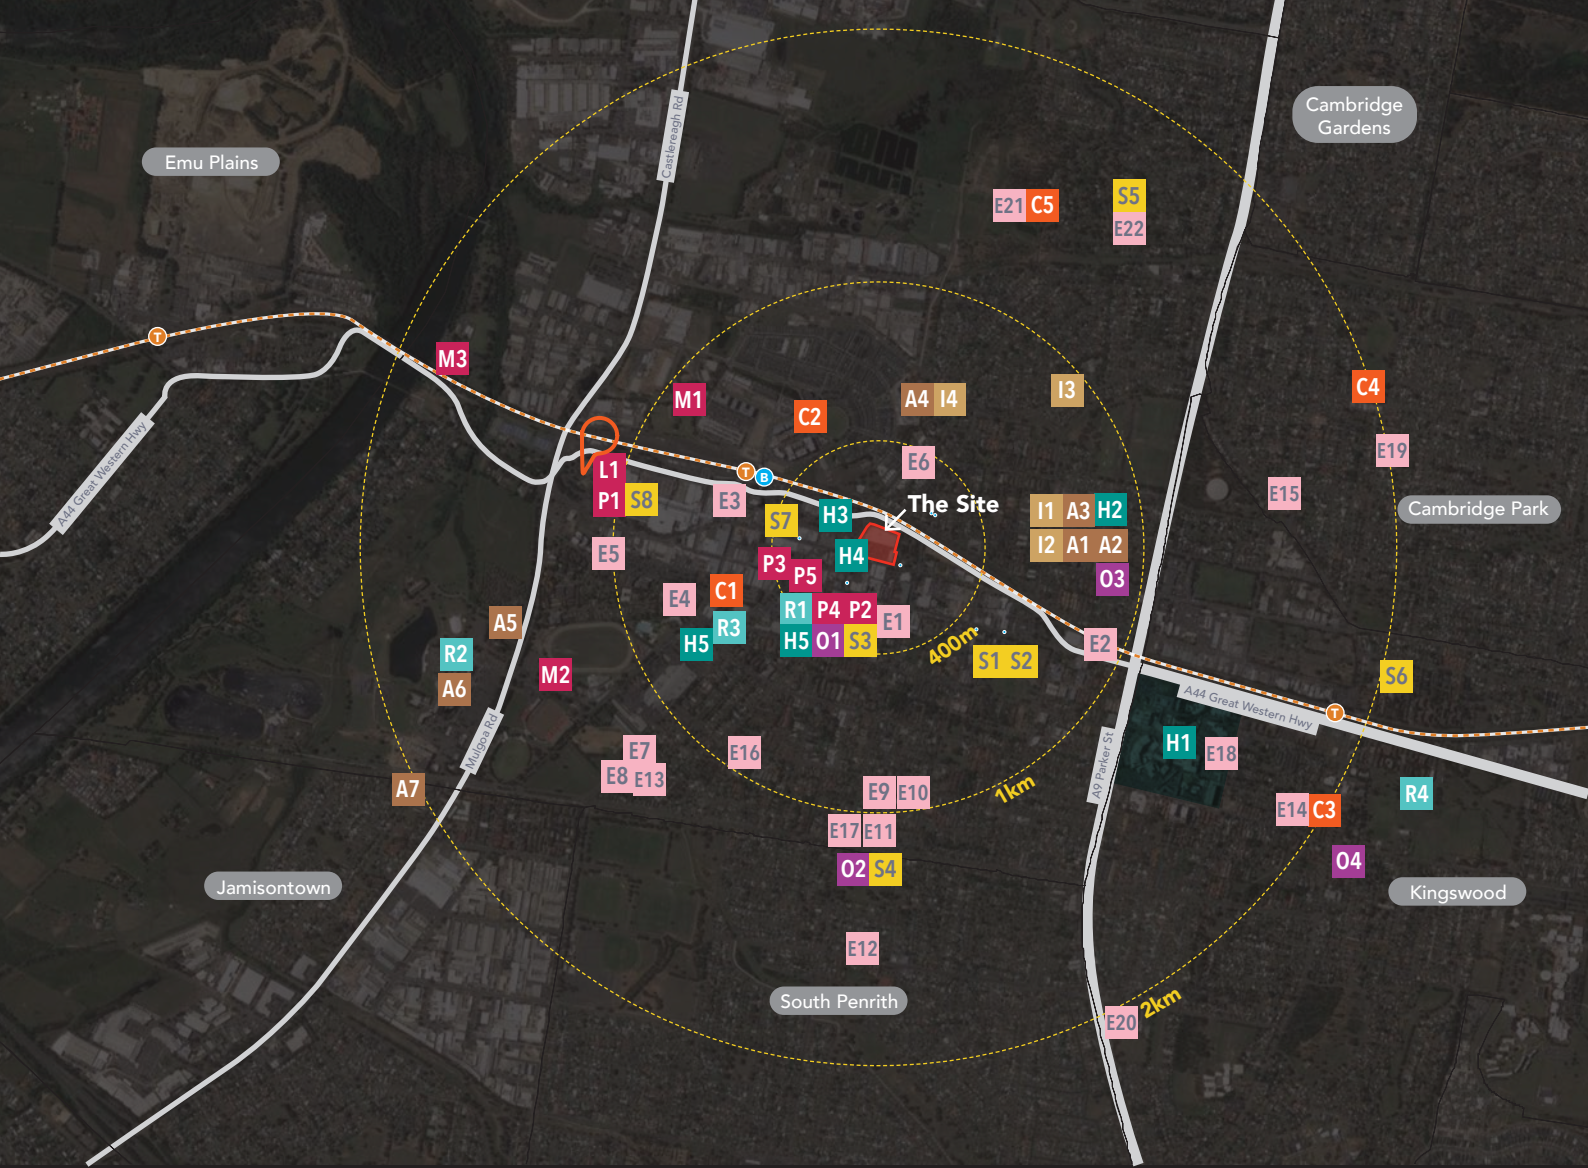 Cambridge
Gardens
Castlereagh Rd
Emu Plains
S5
E21 C5
E22
T
M3
I3
C4
M1
A4 I4
C2
A44 Great Western Hwy
E19
E6
L1
T B
P1 S8
E3
E15
The Site
Cambridge Park
S7
H3
I1 A3 H2
E5
H4
I2 A1 A2
P3
P5
O3
E4
C1
R1 P4 P2
E1
A5
R3
H5
H5 O1 S3
400m
E2
R2
S1 S2
M2
S6
A6
A44 Great Western Hwy
T
Mulgoa Rd
H1
E18
E7
E16
A9 Parker St
E8 E13
A7
E9 E10
1km
R4
E14 C3
E17 E11
O2 S4
O4
Jamisontown
Kingswood
E12
South Penrith
2km
E20